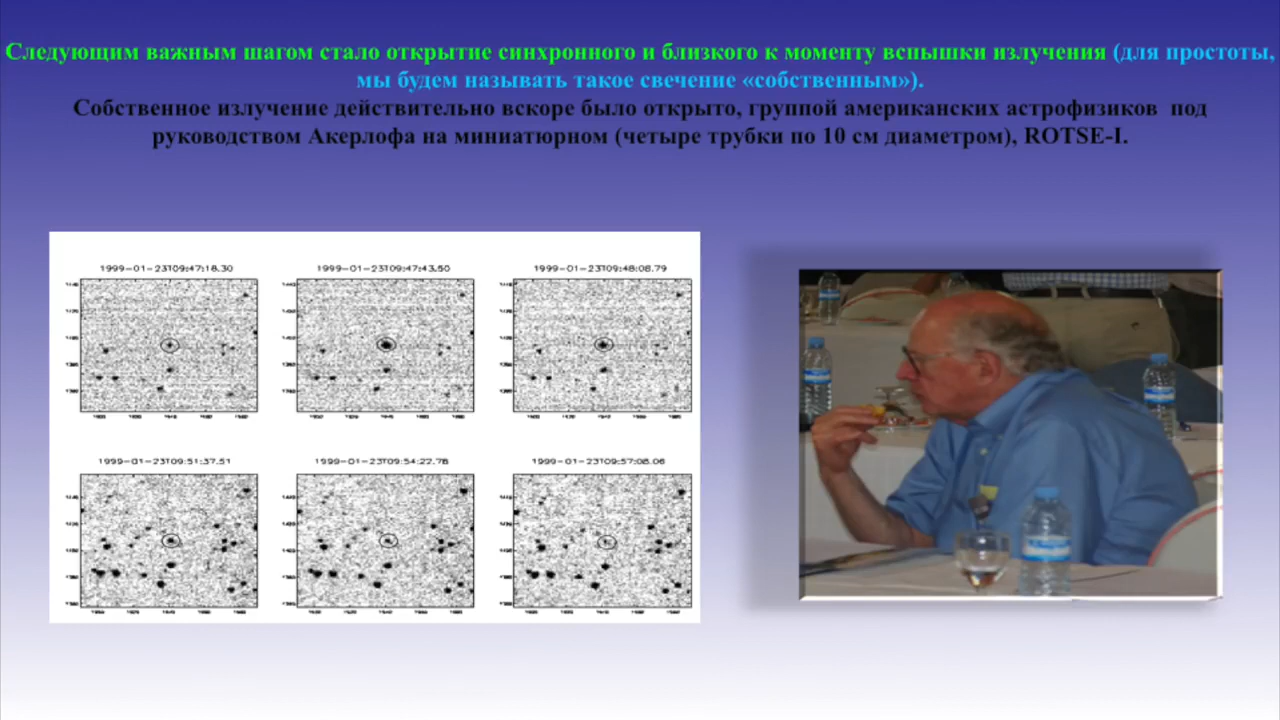 Следующим важным шагом стало открытие синхронного и близкого к моменту вспышки излучения (для простоты,
мы будем называть такое свечение «собственным»).
Собственное излучение действительно вскоре было открыто, группой американских астрофизиков под
руководством Акерлофа на миниатюрном (четыре трубки по 10 см диаметром), ROTSE-I.
1999-01-23T09:47:18.30 1999-01-23T09:47:43.50 1999-01-23T09:48:08.79
1999-01-23T09:51:37.51 1999-01-23T09:54:22.78 1999-01-23T09:57:08.06